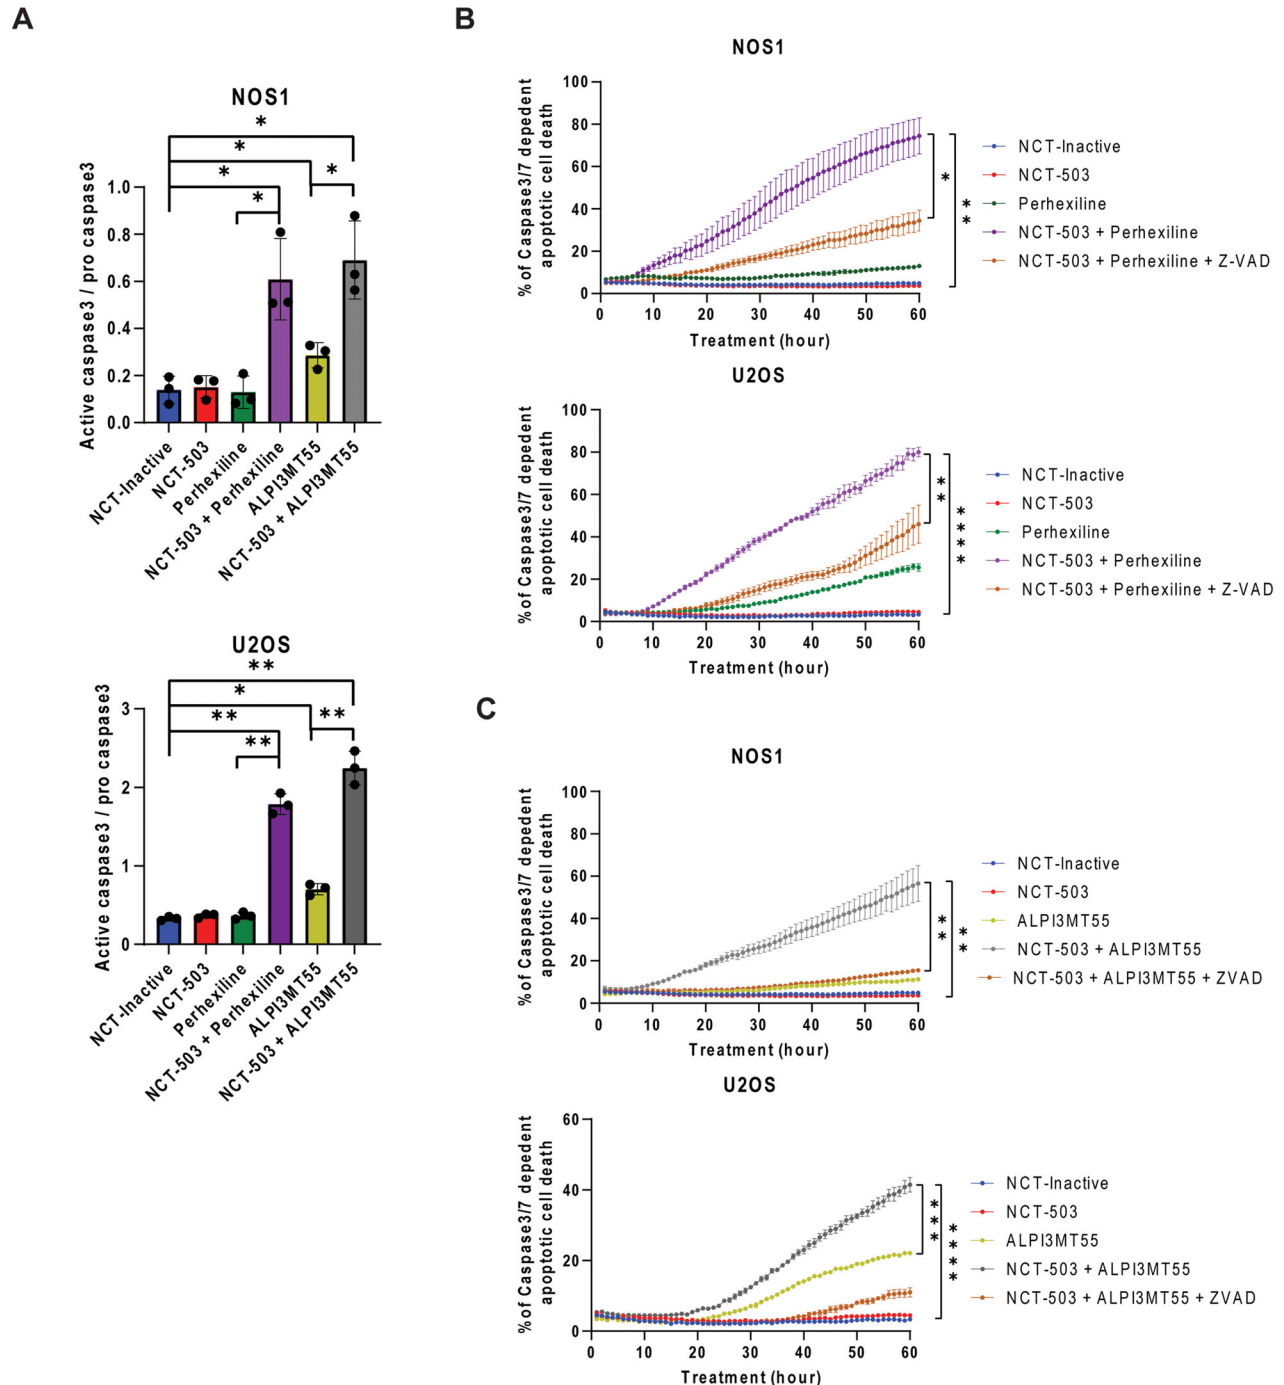 A
NOS1
*
*
*
*
*
Active caspase3 / pro caspase3
1.0
0.8
0.6
0.4
0.2
0.0
NCT-Inactive
NCT-503
Perhexiline
NCT-503 + Perhexiline
ALPI3MT55
NCT-503 + ALPI3MT55
U2OS
**
*
**
**
**
Active caspase3 / pro caspase3
3
2
1
0
NCT-Inactive
NCT-503
Perhexiline
NCT-503 + Perhexiline
ALPI3MT55
NCT-503 + ALPI3MT55
B
NOS1
% of Caspase3/7 depedent
apoptotic cell death
100
80
60
40
20
0
0 10 20 30 40 50 60
Treatment (hour)
*
**
NCT-Inactive
NCT-503
Perhexiline
NCT-503 + Perhexiline
NCT-503 + Perhexiline + Z-VAD
U2OS
% of Caspase3/7 depedent
apoptotic cell death
100
80
60
40
20
0
0 10 20 30 40 50 60
Treatment (hour)
**
****
NCT-Inactive
NCT-503
Perhexiline
NCT-503 + Perhexiline
NCT-503 + Perhexiline + Z-VAD
C
NOS1
% of Caspase3/7 depedent
apoptotic cell death
100
80
60
40
20
0
0 10 20 30 40 50 60
Treatment (hour)
**
**
NCT-Inactive
NCT-503
ALPI3MT55
NCT-503 + ALPI3MT55
NCT-503 + ALPI3MT55 + ZVAD
U2OS
% of Caspase3/7 depedent
apoptotic cell death
60
40
20
0
0 10 20 30 40 50 60
Treatment (hour)
***
****
NCT-Inactive
NCT-503
ALPI3MT55
NCT-503 + ALPI3MT55
NCT-503 + ALPI3MT55 + ZVAD